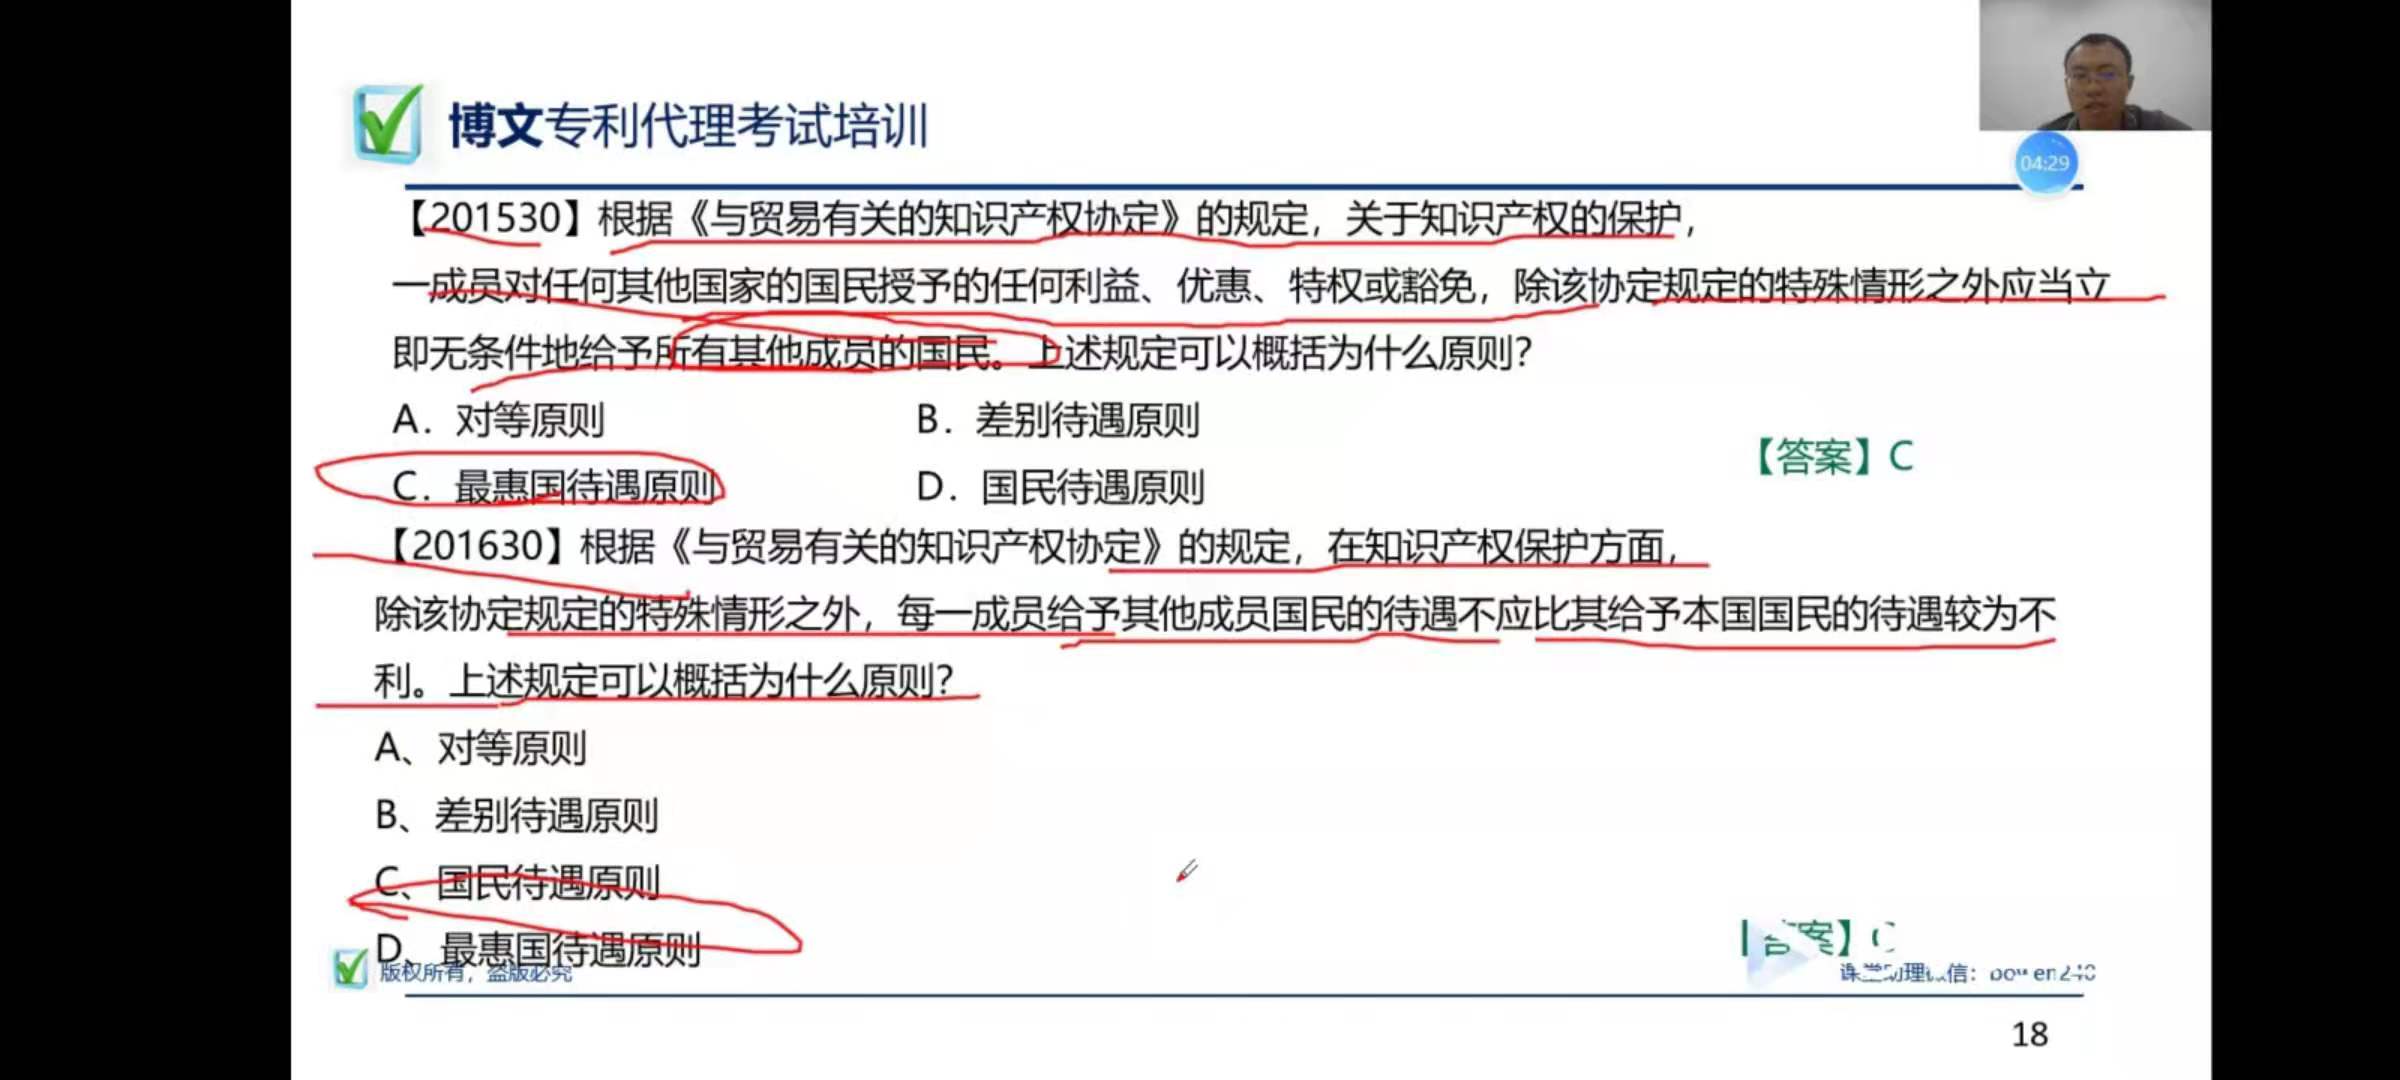 博文专利代理考试培训
04:29
【201530】根据《与贸易有关的知识产权协定》的规定，关于知识产权的保护，
一成员对任何其他国家的国民授予的任何利益、优惠、特权或豁免，除该协定规定的特殊情形之外应当立
即无条件地给予所有其他成员的国民。上述规定可以概括为什么原则？
A．对等原则 B．差别待遇原则
【答案】C
C．最惠国待遇原则 D．国民待遇原则
【201630】根据《与贸易有关的知识产权协定》的规定，在知识产权保护方面，
除该协定规定的特殊情形之外，每一成员给予其他成员国民的待遇不应比其给予本国国民的待遇较为不
利。上述规定可以概括为什么原则？
A、对等原则
B、差别待遇原则
C、国民待遇原则
【答案】C
D、最惠国待遇原则
版权所有，盗版必究
课堂助理微信：
18